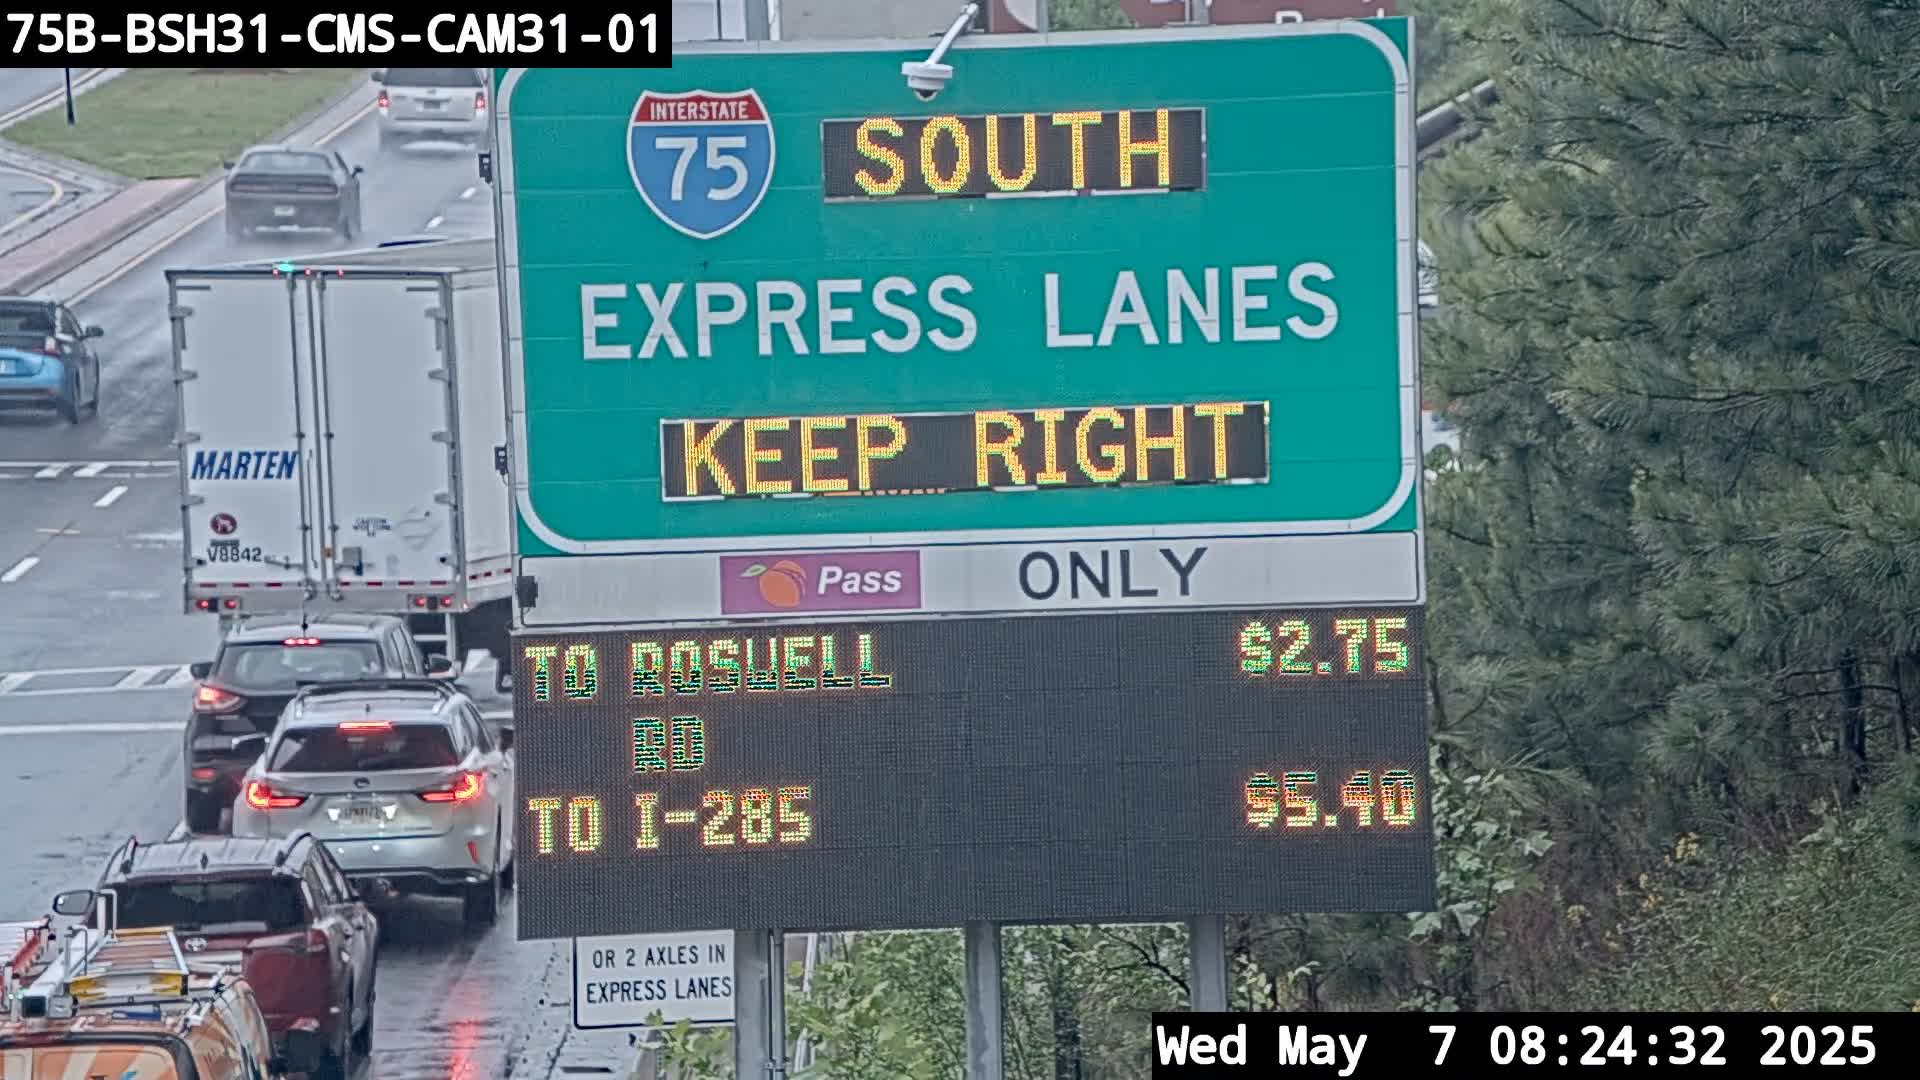 75B-BSH31-CMS-CAM31-01
INTERSTATE
75
SOUTH
EXPRESS LANES
KEEP RIGHT
Pass ONLY
TO ROSWELL $2.75
RD
TO I-285 $5.40
OR 2 AXLES IN
EXPRESS LANES
MARTEN
V8842
Wed May 7 08:24:32 2025